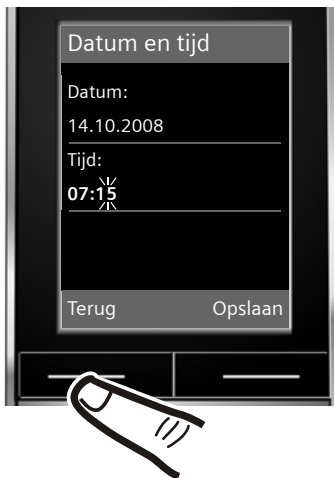 Datum en tijd
Datum:
14.10.2008
Tijd:
07:15
Terug Opslaan